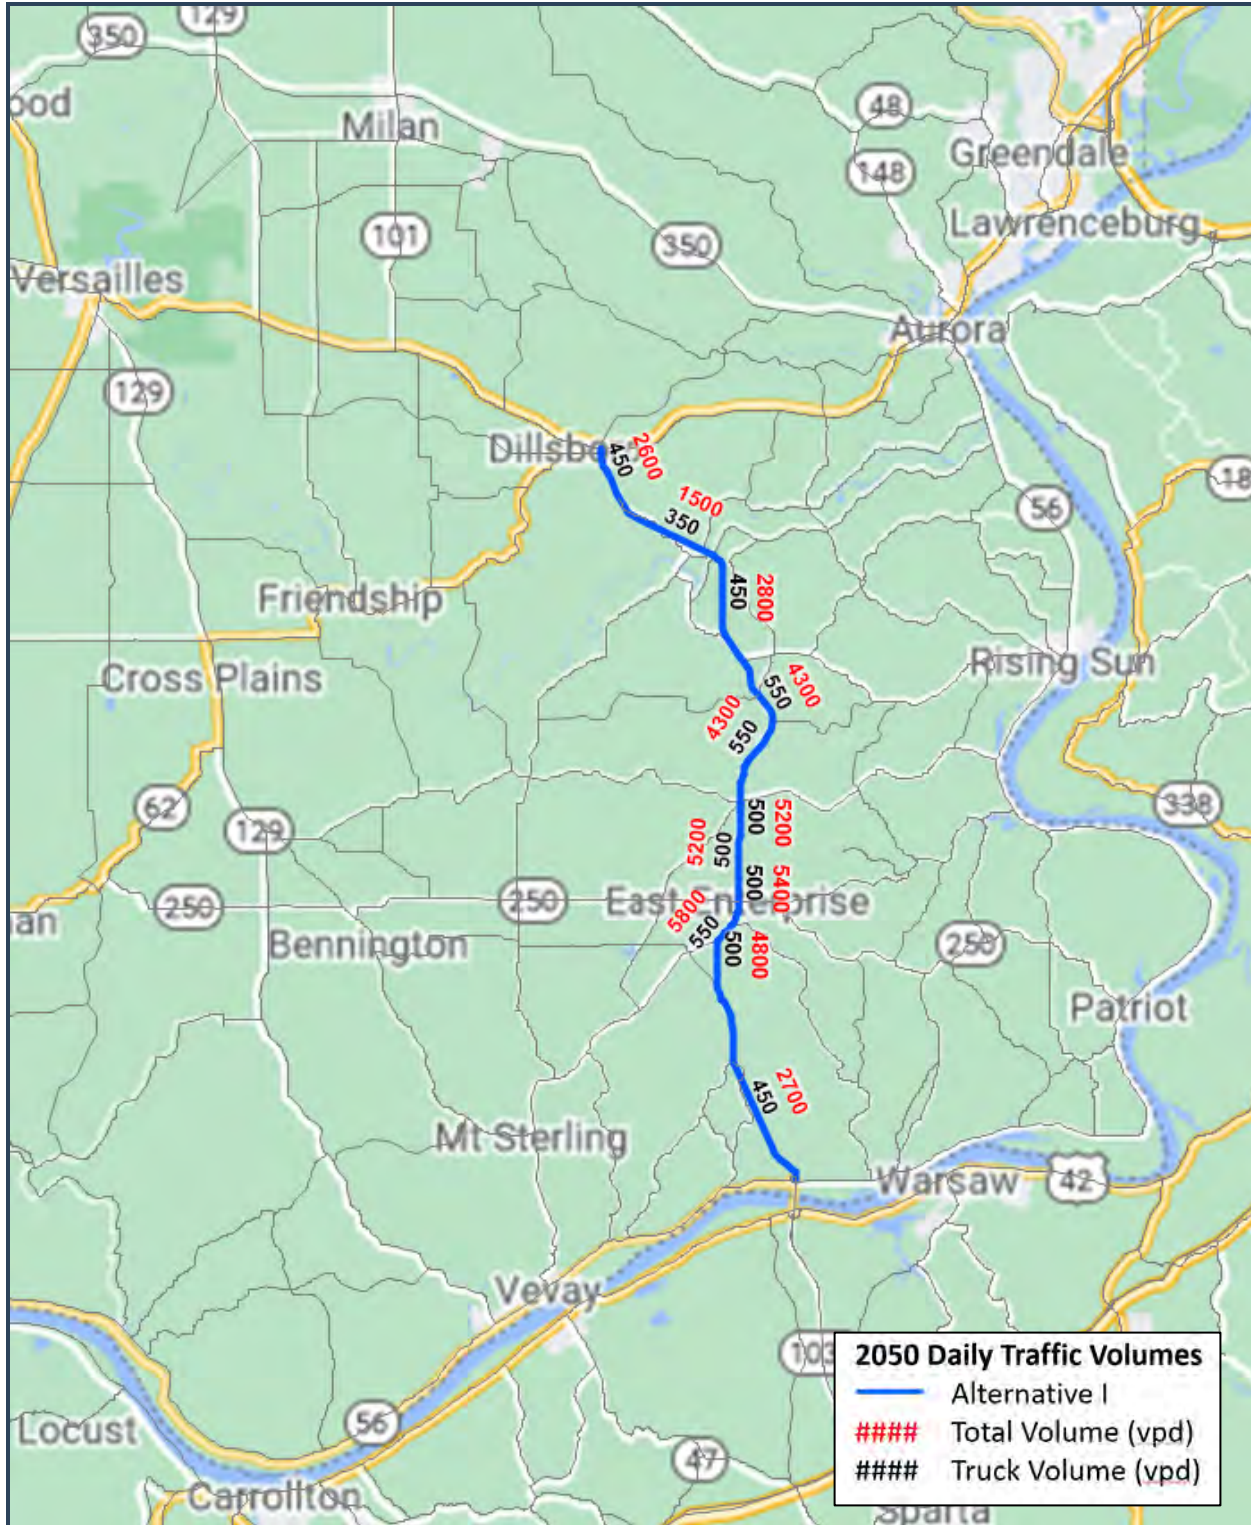 129
350
ood
Milan
48
Greendale
148
Lawrenceburg
101
350
Versailles
Aurora
129
Dillsbo
450
2600
18
1500
350
56
450
2800
Friendship
Rising Sun
Cross Plains
4300
550
4300
550
62
129
338
500
5200
5200
500
500
5400
250
250
East Enterprise
nan
5800
550
500
4800
Bennington
250
Patriot
2700
450
Mt Sterling
Warsaw
42
Vevay
103
2050 Daily Traffic Volumes
Alternative I
#### Total Volume (vpd)
#### Truck Volume (vpd)
56
Locust
47
Carrollton
Sparta